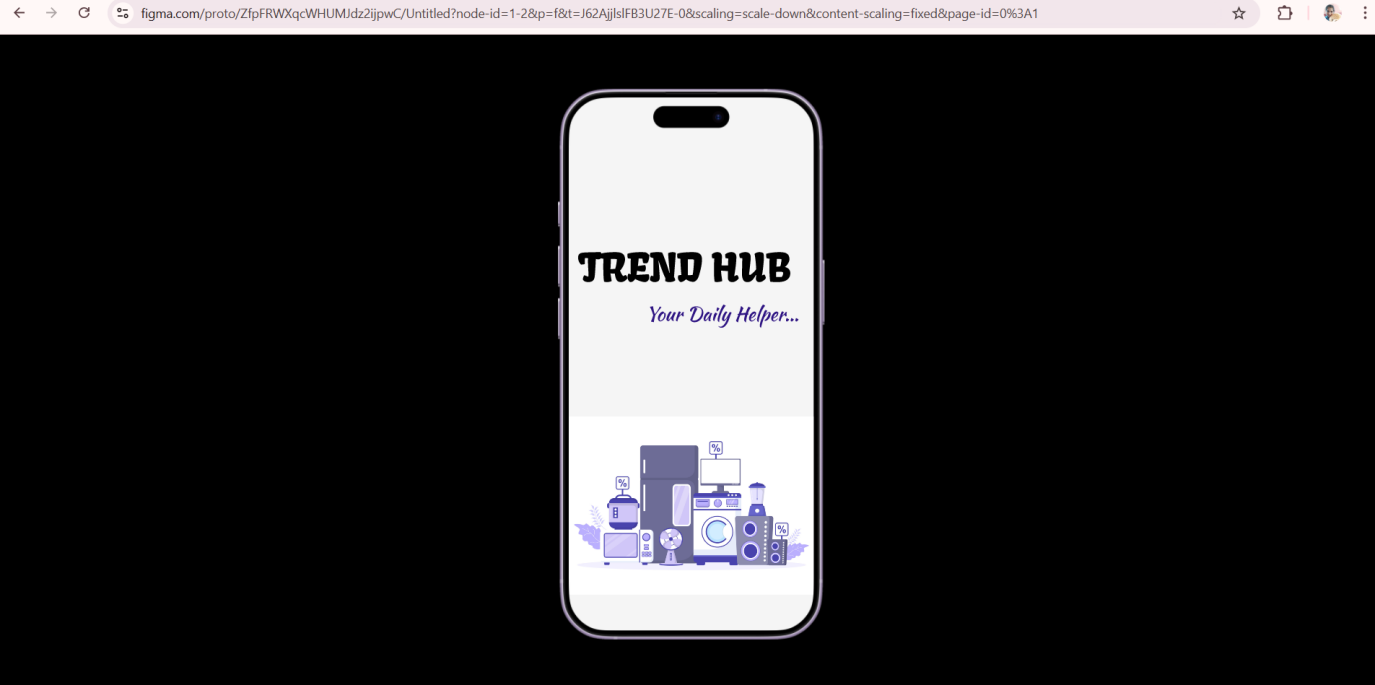 figma.com/proto/ZfpFRWXqcWHUMJdz2ijpwC/Untitled?node-id=1-2&p=f&t=J62AjjlslFB3U27E-0&scaling=scale-down&content-scaling=fixed&page-id=0%3A1
TREND HUB
Your Daily Helper...
%
%
%